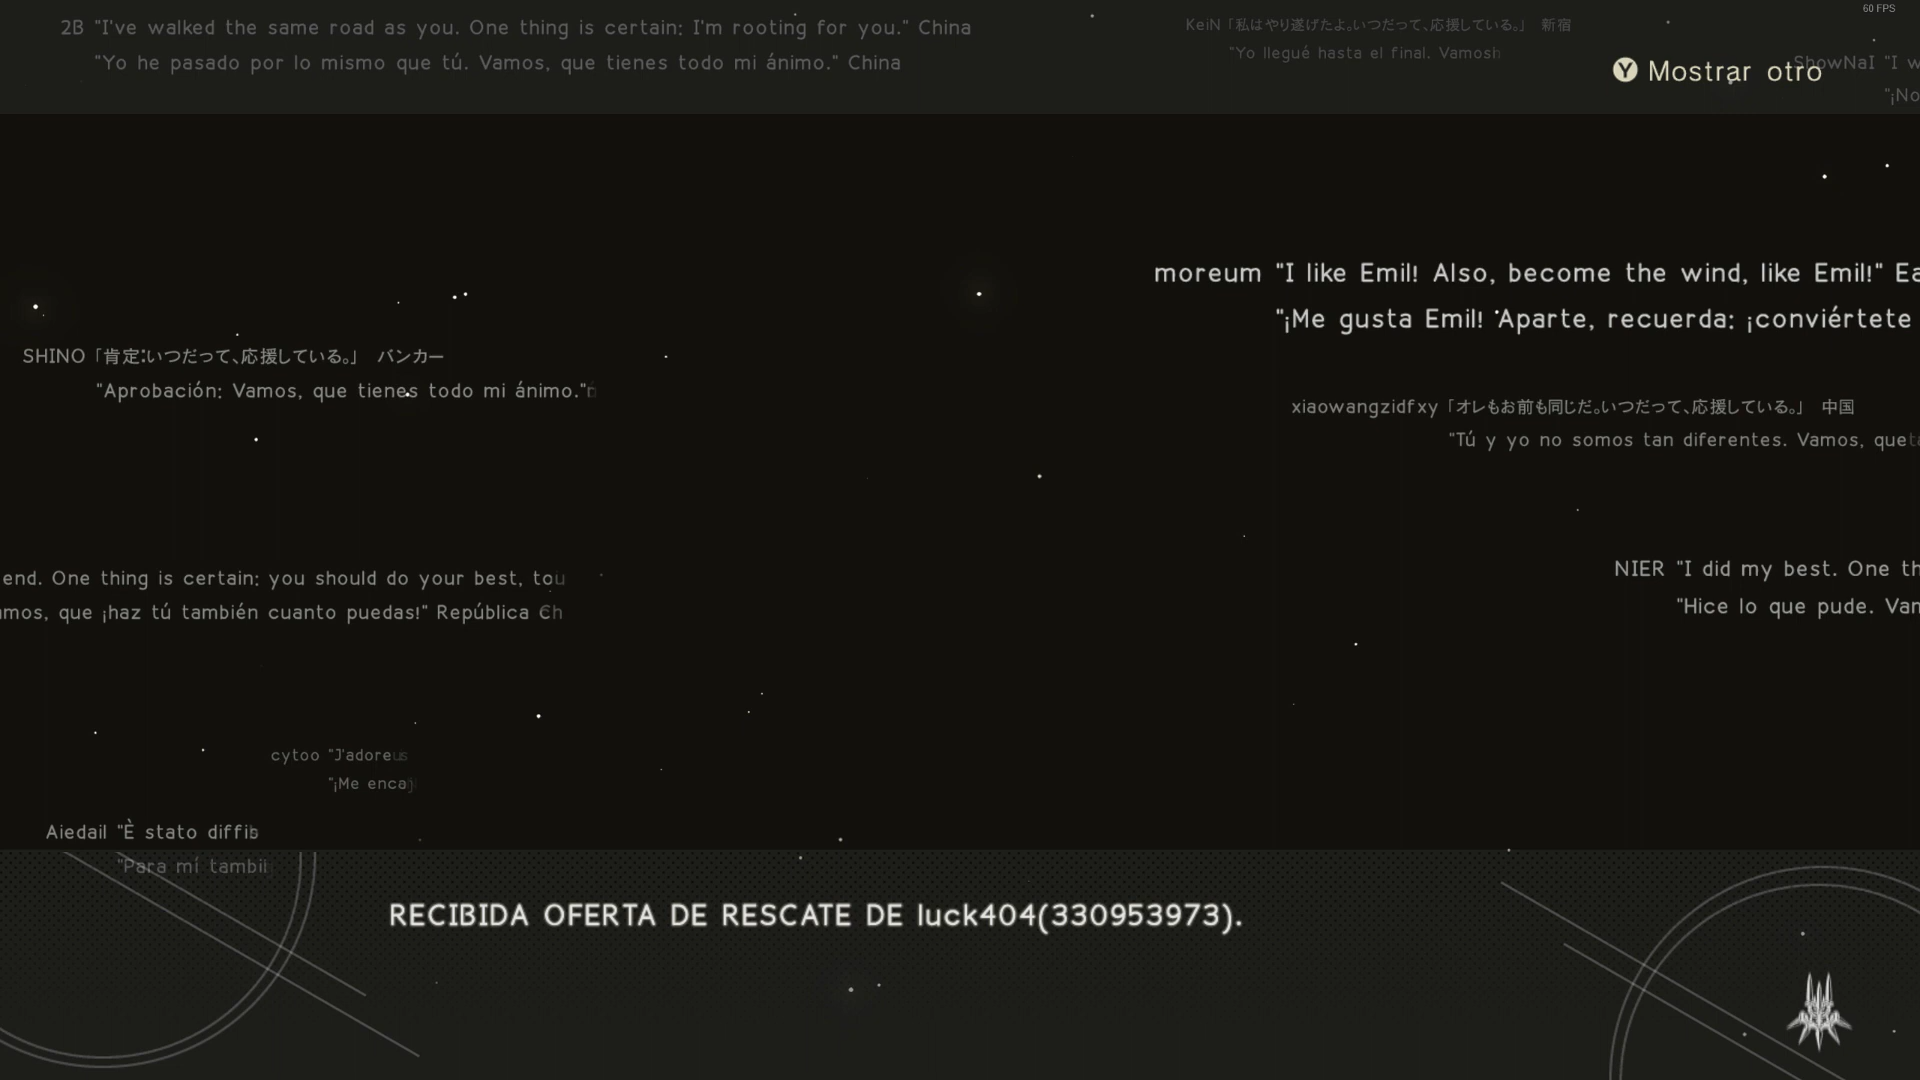 60 FPS
2B "I've walked the same road as you. One thing is certain: I'm rooting for you." China
"Yo he pasado por lo mismo que tú. Vamos, que tienes todo mi ánimo." China
KeiN「私はやり遂げたよ。いつだって、応援している。」 新宿
"Yo llegué hasta el final.
ShowNaI "I
Y Mostrar otro
moreum "I like Emil! Also, become the wind, like Emil!"
"¡Me gusta Emil! Aparte, recuerda: ¡conviértete
SHINO「肯定:いつだって、応援している。」 バンカー
"Aprobación: Vamos, que tienes todo mi ánimo."
xiaowangzidfxy「オレもお前も同じだ。いつだって、応援している。」 中国
"Tú y yo no somos tan diferentes. Vamos, que
end. One thing is certain: you should do your best,
que ¡haz tú también cuanto puedas!" República
NIER "I did my best. One
"Hice lo que pude.
cytoo "J'adore
"¡Me
Aiedail "È stato
"Para mí
RECIBIDA OFERTA DE RESCATE DE luck404(330953973).